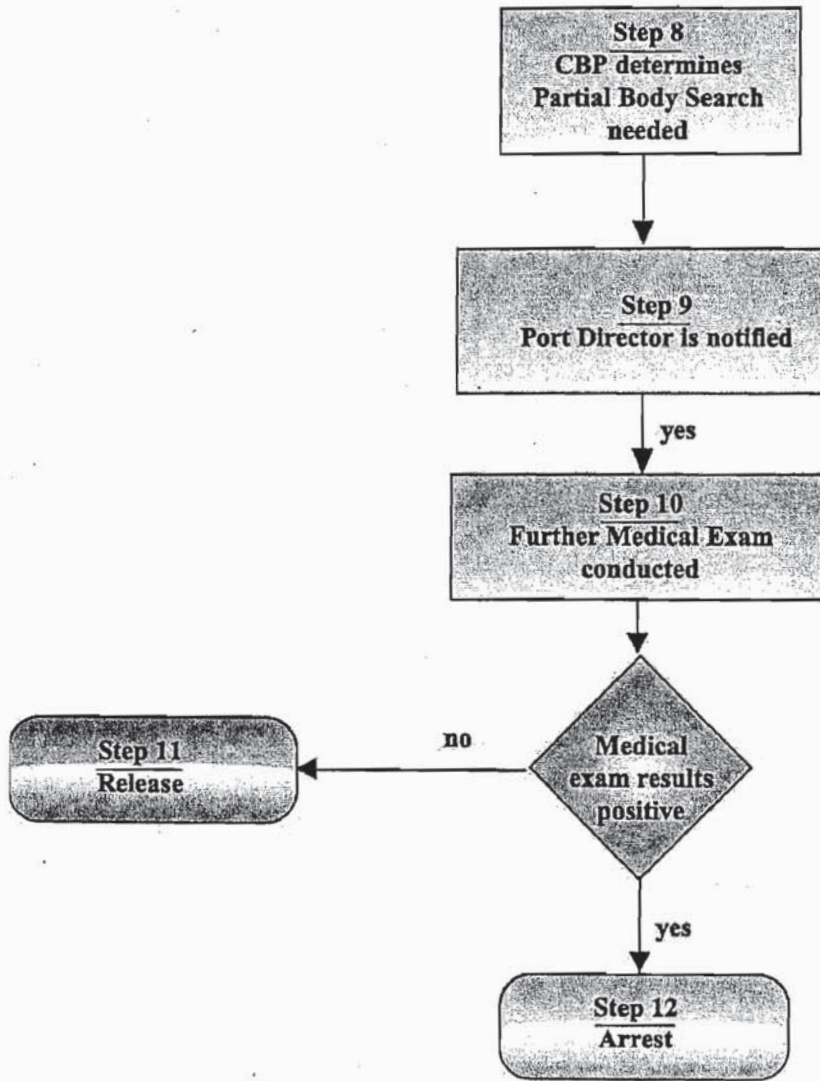 Step 8
CBP determines
Partial Body Search
needed
Step 9
Port Director is notified
yes
Step 10
Further Medical Exam
conducted
Medical
exam results
positive
no
Step 11
Release
yes
Step 12
Arrest